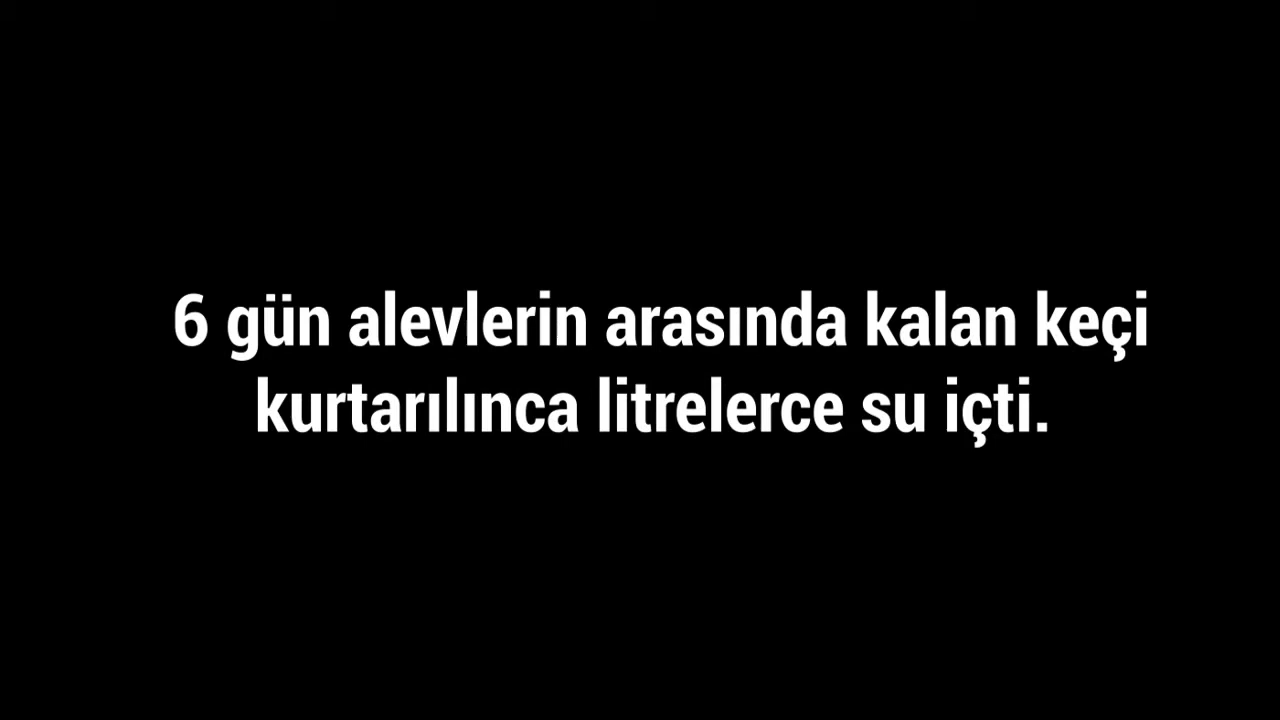 6 gün alevlerin arasında kalan keçi
kurtarılınca litrelerce su içti.